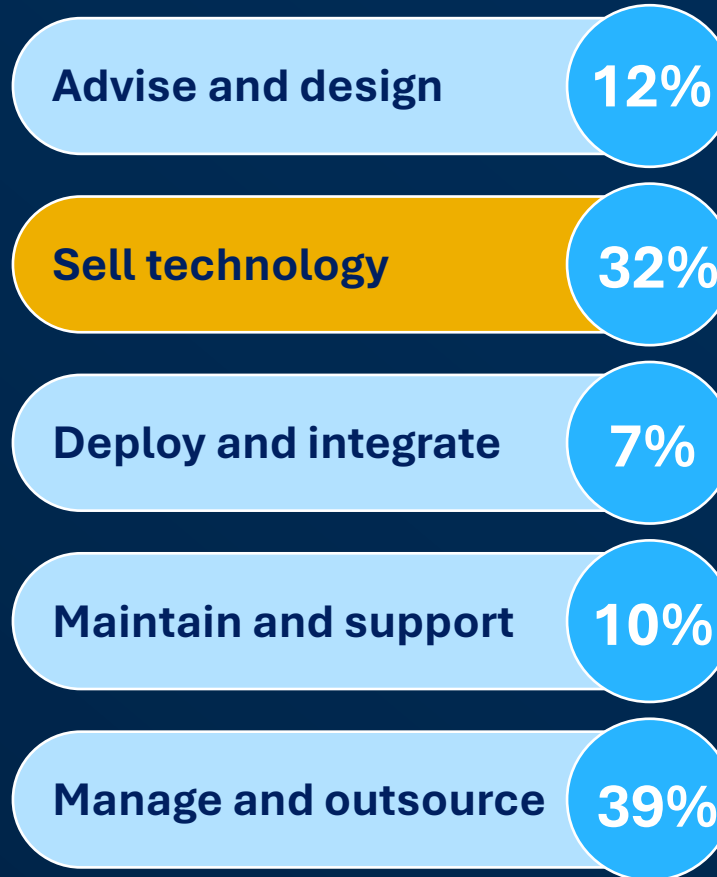 Advise and design 12%
Sell technology 32%
Deploy and integrate 7%
Maintain and support 10%
Manage and outsource 39%